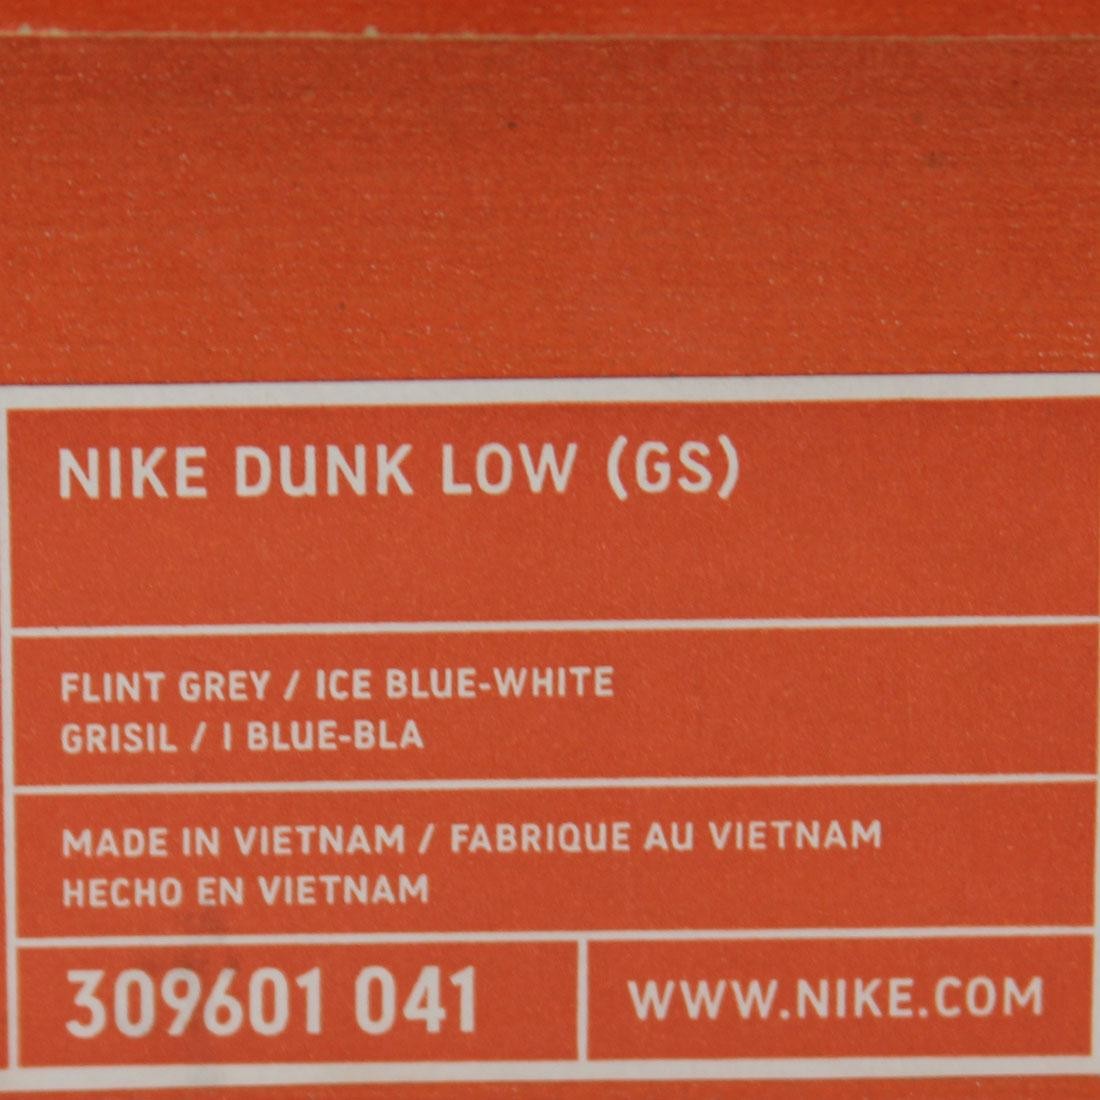 NIKE DUNK LOW (GS)
FLINT GREY / ICE BLUE-WHITE
GRISIL / I BLUE-BLA
MADE IN VIETNAM / FABRIQUE AU VIETNAM
HECHO EN VIETNAM
309601 041
WWW.NIKE.COM